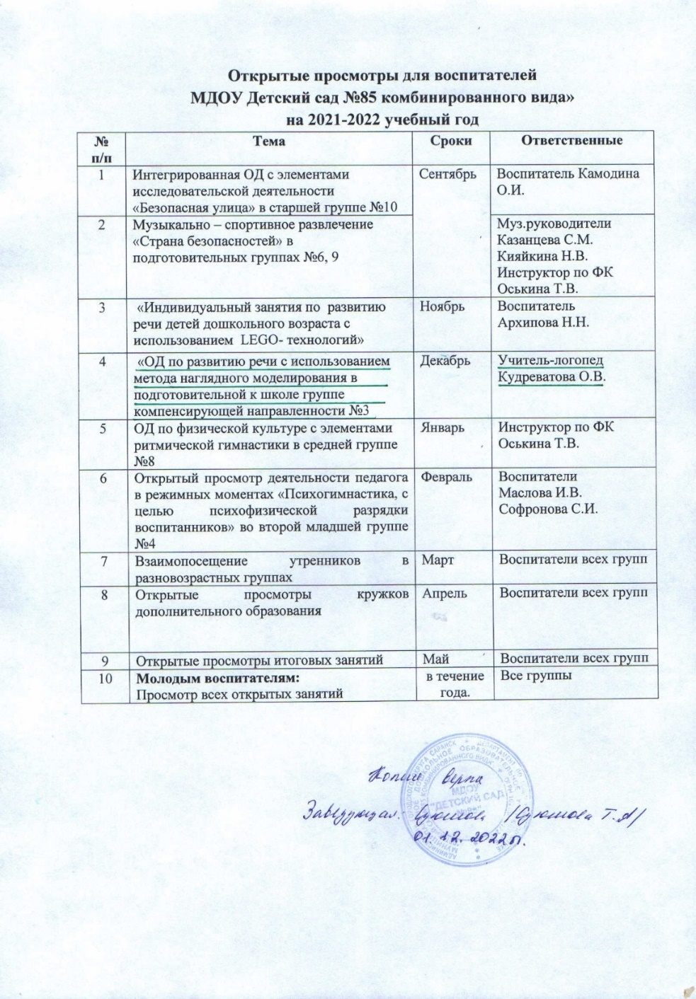 Открытые просмотры для воспитателей
МДОУ Детский сад №85 комбинированного вида»
на 2021-2022 учебный год
№ п/п Тема Сроки Ответственные
1 Интегрированная ОД с элементами
исследовательской деятельности
«Безопасная улица» в старшей группе №10
Сентябрь
Воспитатель Камодина
О.И.
2 Музыкально – спортивное развлечение
«Страна безопасностей» в
подготовительных группах №6, 9
Муз.руководители
Казанцева С.М.
Кияйкина Н.В.
Инструктор по ФК
Оськина Т.В.
3 «Индивидуальный занятия по развитию
речи детей дошкольного возраста с
использованием LEGO- технологий»
Ноябрь
Воспитатель
Архипова Н.Н.
4 «ОД по развитию речи с использованием
метода наглядного моделирования в
подготовительной к школе группе
компенсирующей направленности №3
Декабрь
Учитель-логопед
Кудреватова О.В.
5 ОД по физической культуре с элементами
ритмической гимнастики в средней группе
№8
Январь
Инструктор по ФК
Оськина Т.В.
6 Открытый просмотр деятельности педагога
в режимных моментах «Психогимнастика, с
целью психофизической разрядки
воспитанников» во второй младшей группе
№4
Февраль
Воспитатели
Маслова И.В.
Софронова С.И.
7 Взаимопосещение утренников в
разновозрастных группах
Март
Воспитатели всех групп
8 Открытые просмотры кружков
дополнительного образования
Апрель
Воспитатели всех групп
9 Открытые просмотры итоговых занятий
Май
Воспитатели всех групп
10 Молодым воспитателям:
Просмотр всех открытых занятий
в течение
года.
Все группы
Копия верна
Заведующая. /Сюмова Т.А/
01.12.2022г.
МДОУ
"ДЕТСКИЙ САД